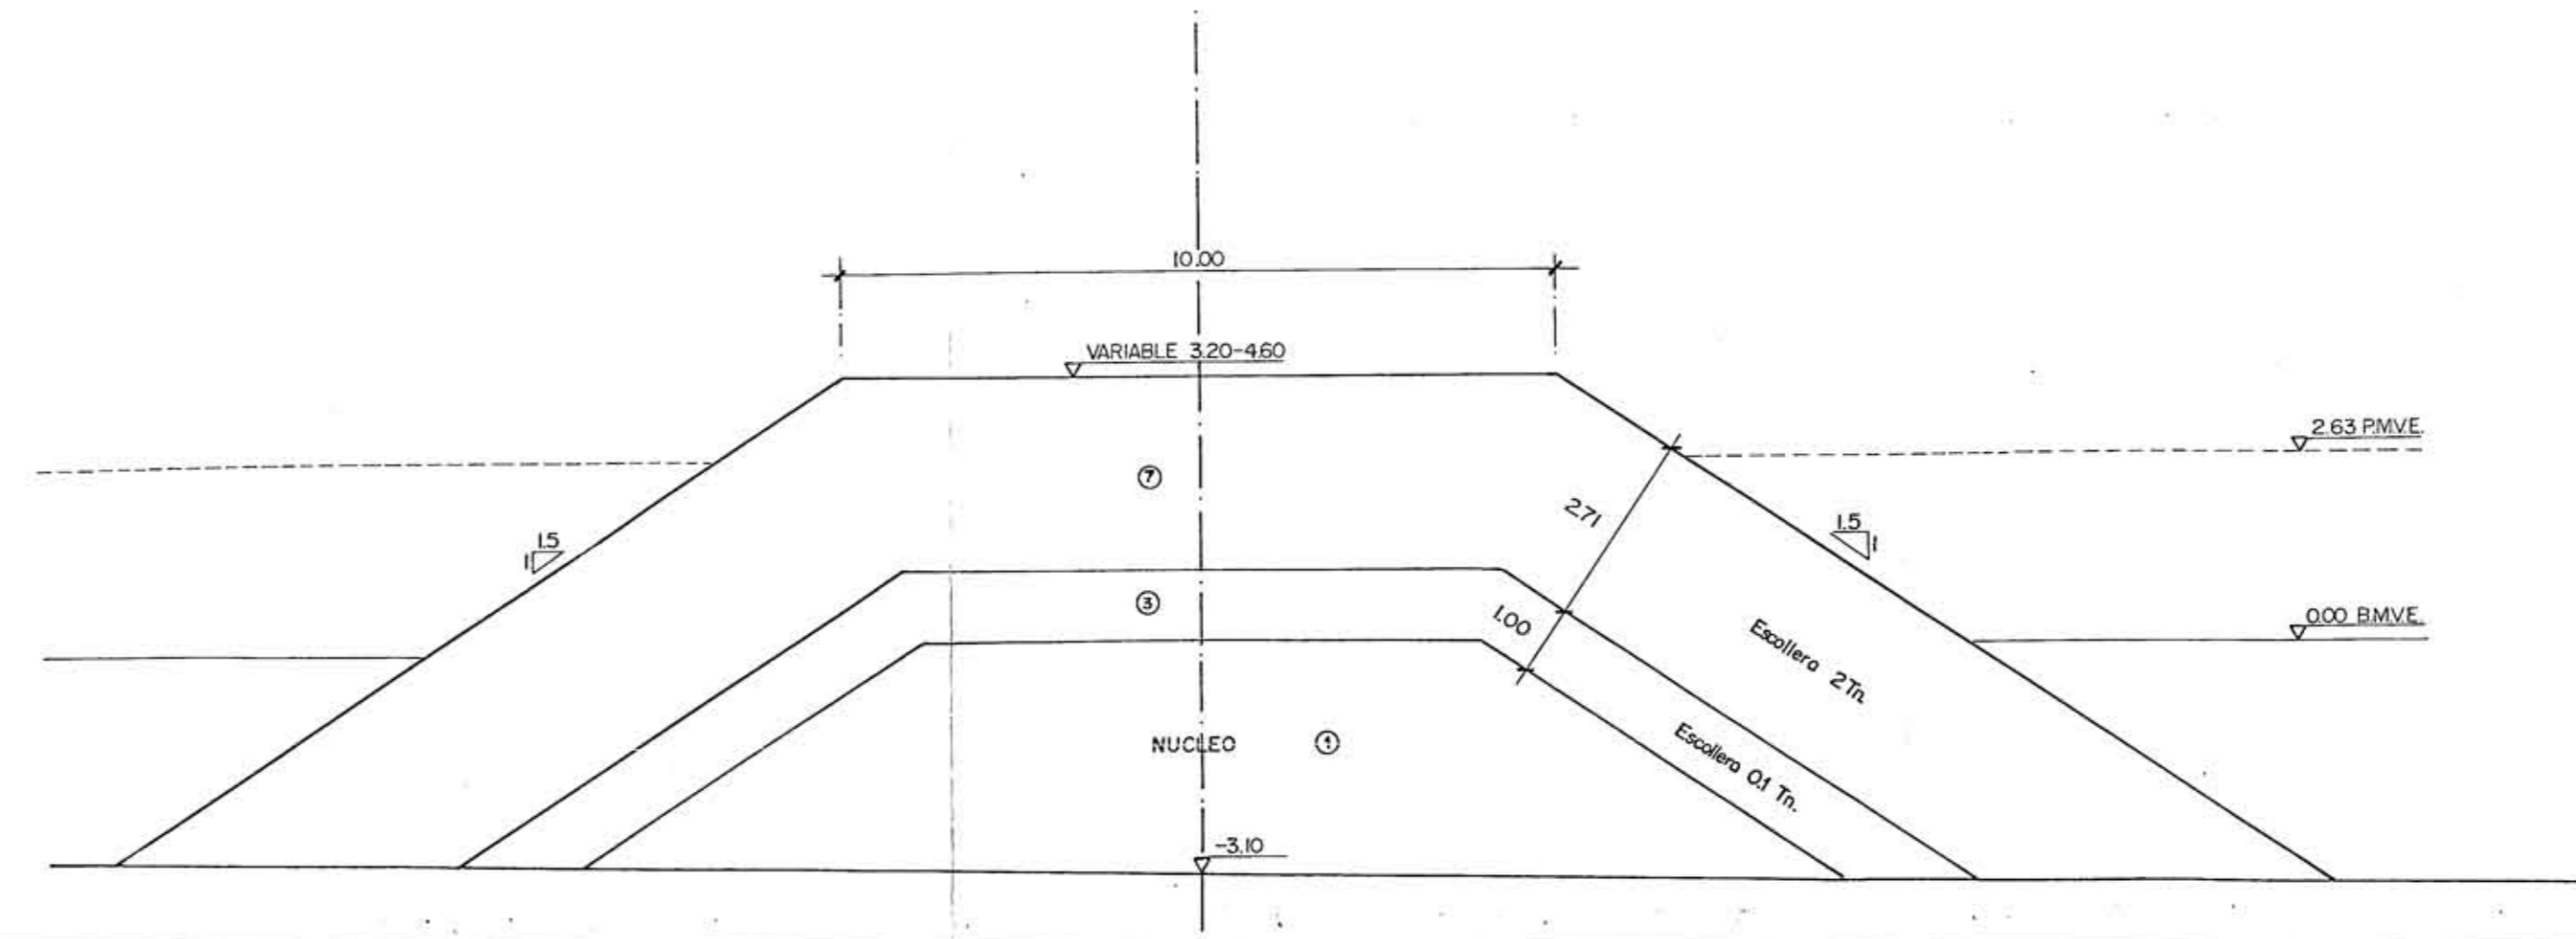 10.00
VARIABLE 3.20-4.60
2.63 P.M.V.E.
7
2.71
1.5
1
1.5
1
3
1.00
0.00 B.M.V.E.
Escollera 2Tn.
NUCLEO 1
Escollera 0.1 Tn.
-3.10